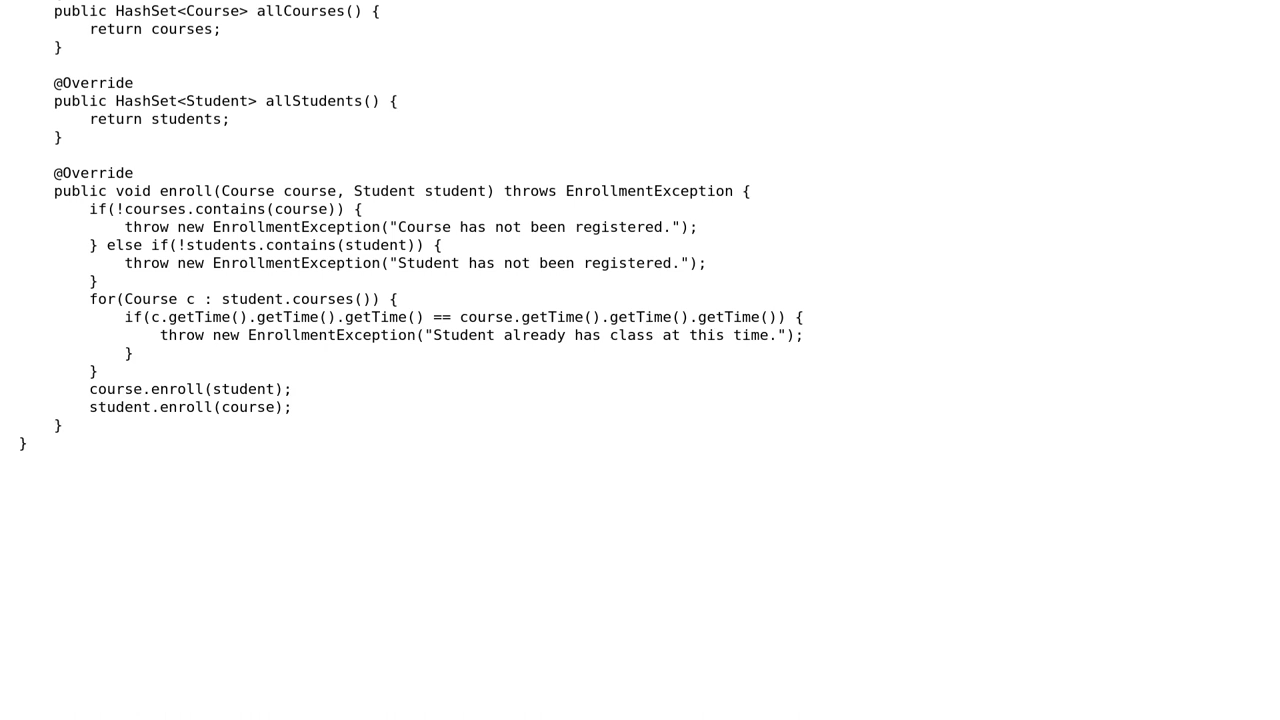 public HashSet<Course> allCourses() {
        return courses;
    }

    @Override
    public HashSet<Student> allStudents() {
        return students;
    }

    @Override
    public void enroll(Course course, Student student) throws EnrollmentException {
        if(!courses.contains(course)) {
            throw new EnrollmentException("Course has not been registered.");
        } else if(!students.contains(student)) {
            throw new EnrollmentException("Student has not been registered.");
        }
        for(Course c : student.courses()) {
            if(c.getTime().getTime().getTime() == course.getTime().getTime().getTime()) {
                throw new EnrollmentException("Student already has class at this time.");
            }
        }
        course.enroll(student);
        student.enroll(course);
    }
}